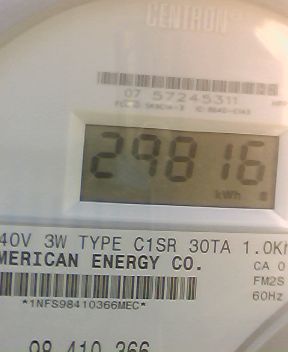 CENTRON
07 57245311
29816
kWh
40V 3W TYPE C1SR 30TA 1.0K
MERICAN ENERGY CO.
CA 0
FM2S
60Hz
*1NFS98410366MEC*
98 410 366